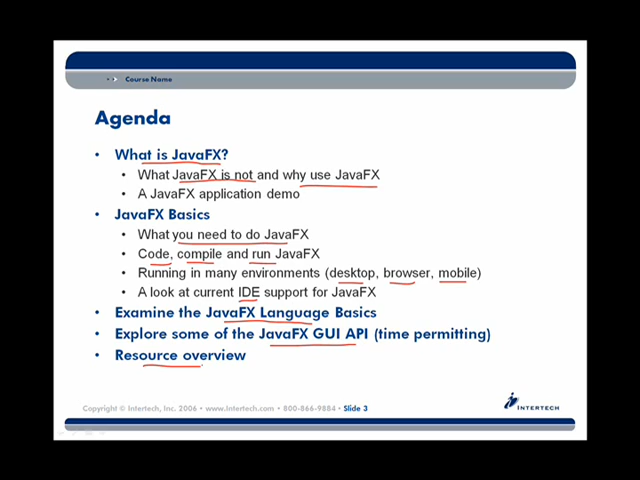 Course Name
Agenda
• What is JavaFX?
• What JavaFX is not and why use JavaFX
• A JavaFX application demo
• JavaFX Basics
• What you need to do JavaFX
• Code, compile and run JavaFX
• Running in many environments (desktop, browser, mobile)
• A look at current IDE support for JavaFX
• Examine the JavaFX Language Basics
• Explore some of the JavaFX GUI API (time permitting)
• Resource overview
Copyright © Intertech, Inc. 2006 • www.Intertech.com • 800-866-9884 • Slide 3
INTERTECH